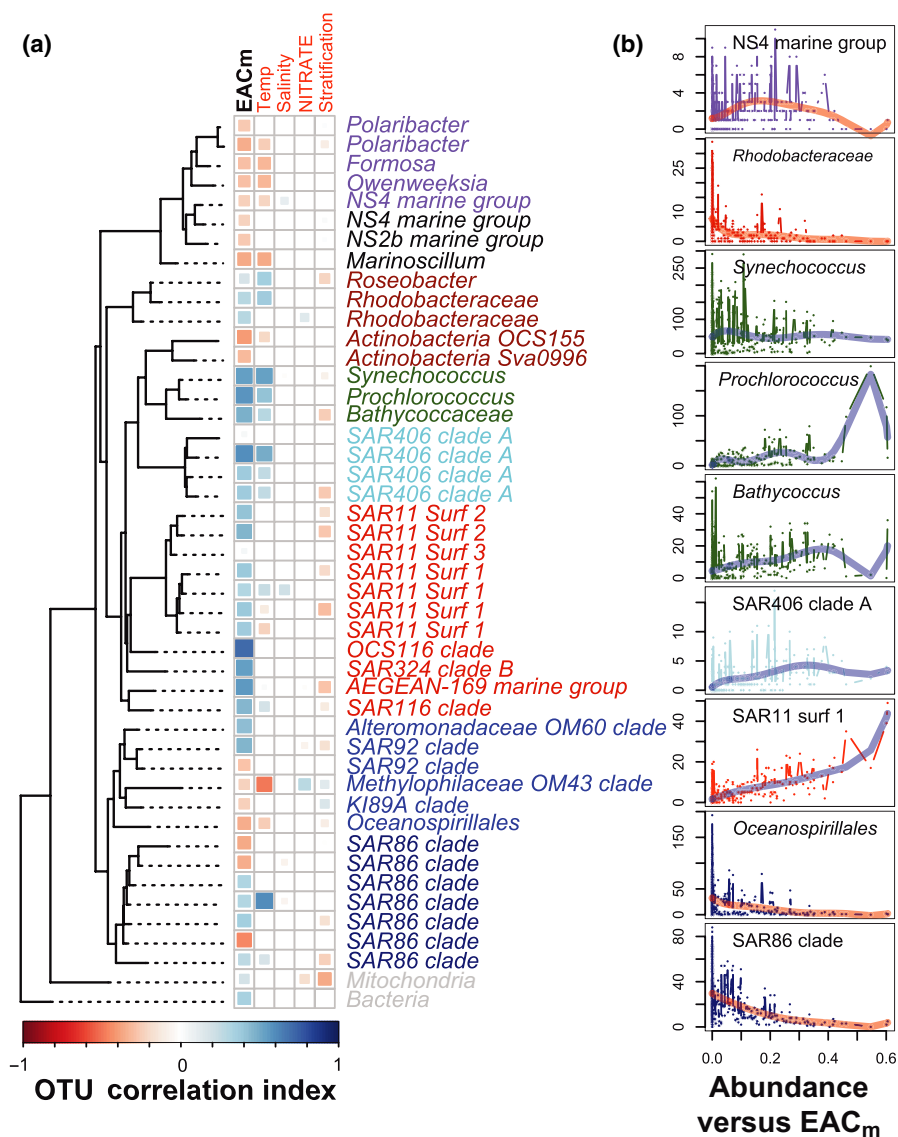 (a)
EACm
Temp
Salinity
NITRATE
Stratification
Polaribacter
Polaribacter
Formosa
Owenweeksia
NS4 marine group
NS4 marine group
NS2b marine group
Marinoscillum
Roseobacter
Rhodobacteraceae
Rhodobacteraceae
Actinobacteria OCS155
Actinobacteria Sva0996
Synechococcus
Prochlorococcus
Bathycoccaceae
SAR406 clade A
SAR406 clade A
SAR406 clade A
SAR406 clade A
SAR11 Surf 2
SAR11 Surf 2
SAR11 Surf 3
SAR11 Surf 1
SAR11 Surf 1
SAR11 Surf 1
SAR11 Surf 1
OCS116 clade
SAR324 clade B
AEGEAN-169 marine group
SAR116 clade
Alteromonadaceae OM60 clade
SAR92 clade
SAR92 clade
Methylophilaceae OM43 clade
KI89A clade
Oceanospirillales
SAR86 clade
SAR86 clade
SAR86 clade
SAR86 clade
SAR86 clade
SAR86 clade
SAR86 clade
Mitochondria
Bacteria
−1 0 1
OTU correlation index
(b)
NS4 marine group
8
4
0
Rhodobacteraceae
25
10
0
Synechococcus
250
100
0
Prochlorococcus
100
0
Bathycoccus
40
20
0
SAR406 clade A
10
5
0
SAR11 surf 1
40
20
0
Oceanospirillales
150
50
0
SAR86 clade
80
40
0
0.0 0.2 0.4 0.6
Abundance
versus EACm